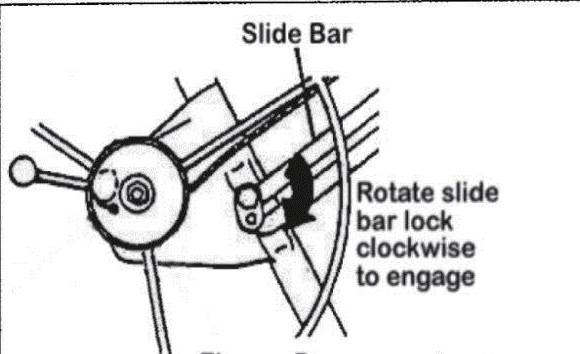 Slide Bar
Rotate slide
bar lock
clockwise
to engage